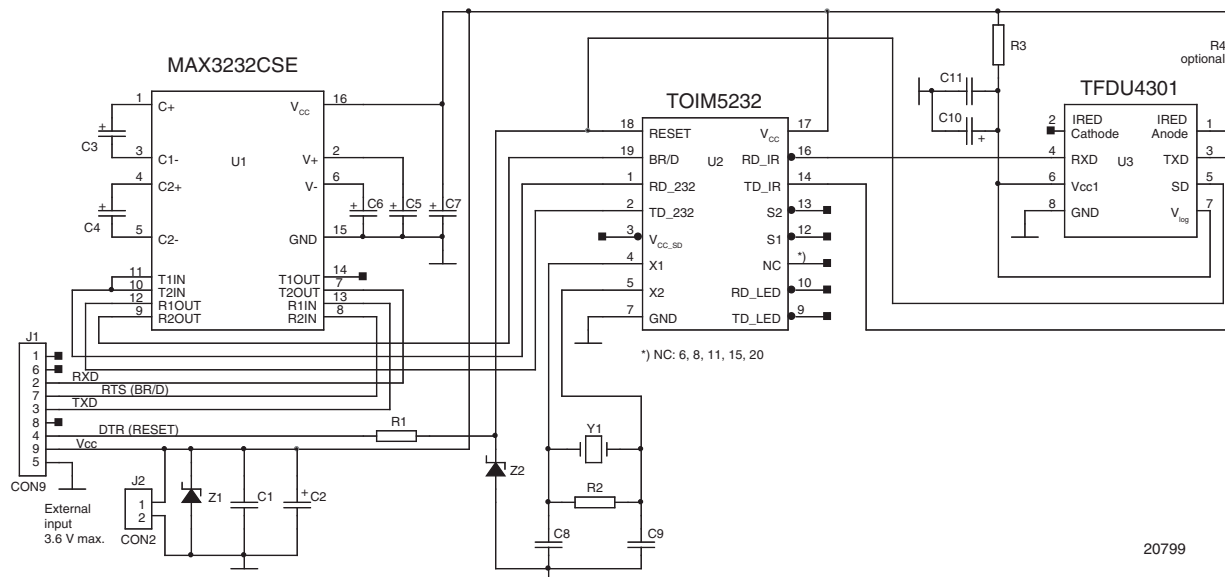 MAX3232CSE
1 C+
VCC 16
C3
3 C1-
U1
V+ 2
4 C2+
V- 6
C4
C6 C5 C7
5 C2-
GND 15
11 T1IN
T1OUT 14
10 T2IN
T2OUT 7
12 R1OUT
R1IN 13
9 R2OUT
R2IN 8
TOIM5232
18 RESET
VCC 17
19 BR/D
U2
RD_IR 16
1 RD_232
TD_IR 14
2 TD_232
S2 13
3 VCC_SD
S1 12
4 X1
NC *)
5 X2
RD_LED 10
7 GND
TD_LED 9
*) NC: 6, 8, 11, 15, 20
R3
R4
optional
C11
C10
TFDU4301
2 IRED Cathode
IRED Anode 1
4 RXD
U3
TXD 3
6 Vcc1
SD 5
8 GND
Vlog 7
J1
1
6
2 RXD
7 RTS (BR/D)
3 TXD
8
4 DTR (RESET)
9 Vcc
5
CON9
R1
External
input
3.6 V max.
J2
1
2
CON2
Z1
C1
C2
Z2
Y1
R2
C8
C9
20799